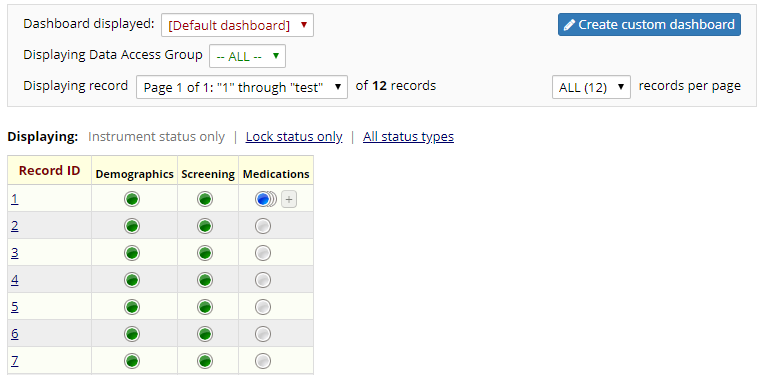 Dashboard displayed: [Default dashboard] Create custom dashboard
Displaying Data Access Group -- ALL --
Displaying record Page 1 of 1: "1" through "test" of 12 records ALL (12) records per page
Displaying: Instrument status only | Lock status only | All status types
Record ID Demographics Screening Medications
1 +
2
3
4
5
6
7